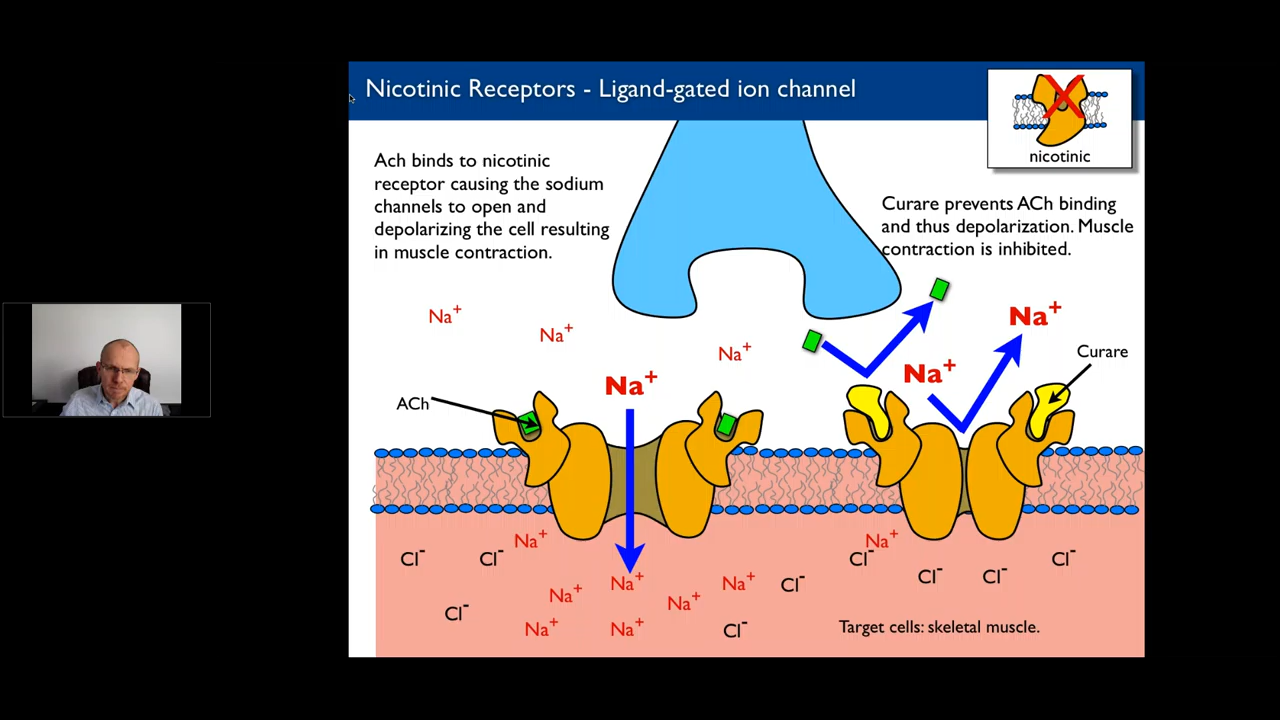 Nicotinic Receptors - Ligand-gated ion channel
nicotinic
Ach binds to nicotinic
receptor causing the sodium
channels to open and
depolarizing the cell resulting
in muscle contraction.
Curare prevents ACh binding
and thus depolarization. Muscle
contraction is inhibited.
Na+
Na+
Na+
Na+
Na+
Na+
Curare
ACh
Na+
Na+
Cl-
Cl-
Cl-
Cl-
Na+
Na+
Cl-
Cl-
Cl-
Na+
Na+
Cl-
Na+
Na+
Cl-
Target cells: skeletal muscle.